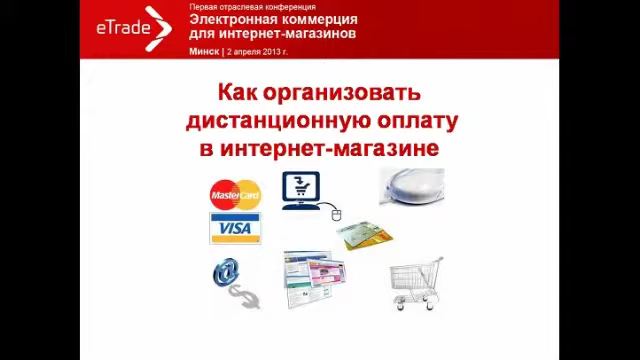 eTrade
Первая отраслевая конференция
Электронная коммерция
для интернет-магазинов
Минск | 2 апреля 2013 г.
Как организовать
дистанционную оплату
в интернет-магазине
MasterCard
VISA
@
$